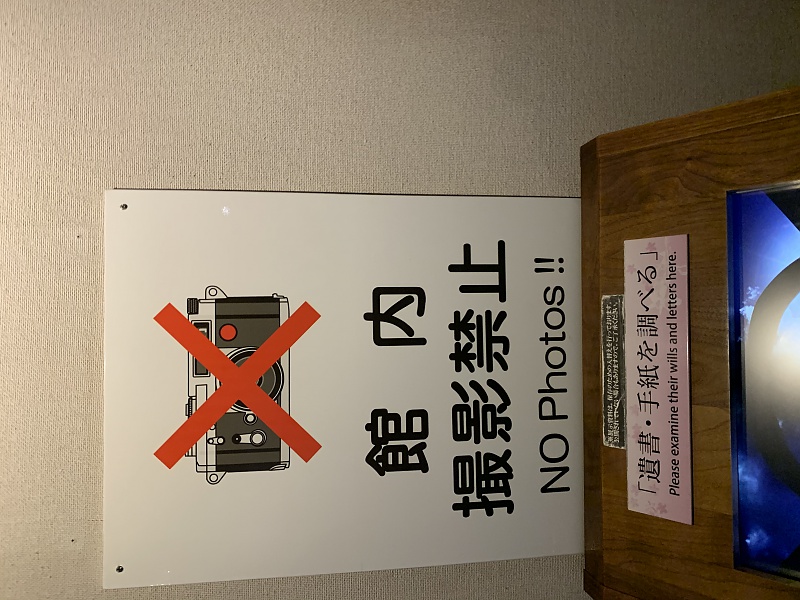 館 内
撮影禁止
NO Photos !!
「遺書・手紙を調べる」
Please examine their wills and letters here.